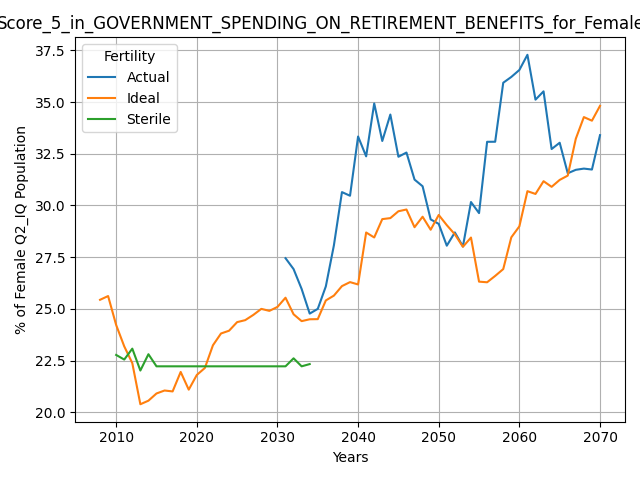 Score_5_in_GOVERNMENT_SPENDING_ON_RETIREMENT_BENEFITS_for_Female
Fertility
Actual
Ideal
Sterile
% of Female Q2_IQ Population
37.5
35.0
32.5
30.0
27.5
25.0
22.5
20.0
2010 2020 2030 2040 2050 2060 2070
Years